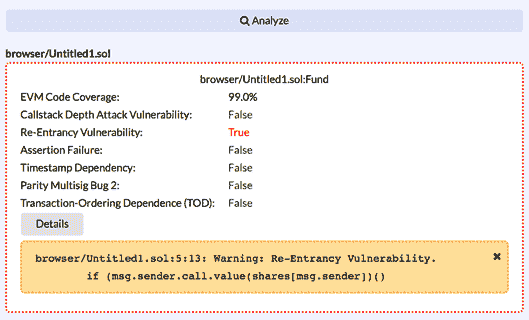 Analyze
browser/Untitled1.sol
browser/Untitled1.sol:Fund
EVM Code Coverage: 99.0%
Callstack Depth Attack Vulnerability: False
Re-Entrancy Vulnerability: True
Assertion Failure: False
Timestamp Dependency: False
Parity Multisig Bug 2: False
Transaction-Ordering Dependence (TOD): False
Details
browser/Untitled1.sol:5:13: Warning: Re-Entrancy Vulnerability.
if (msg.sender.call.value(shares[msg.sender])()